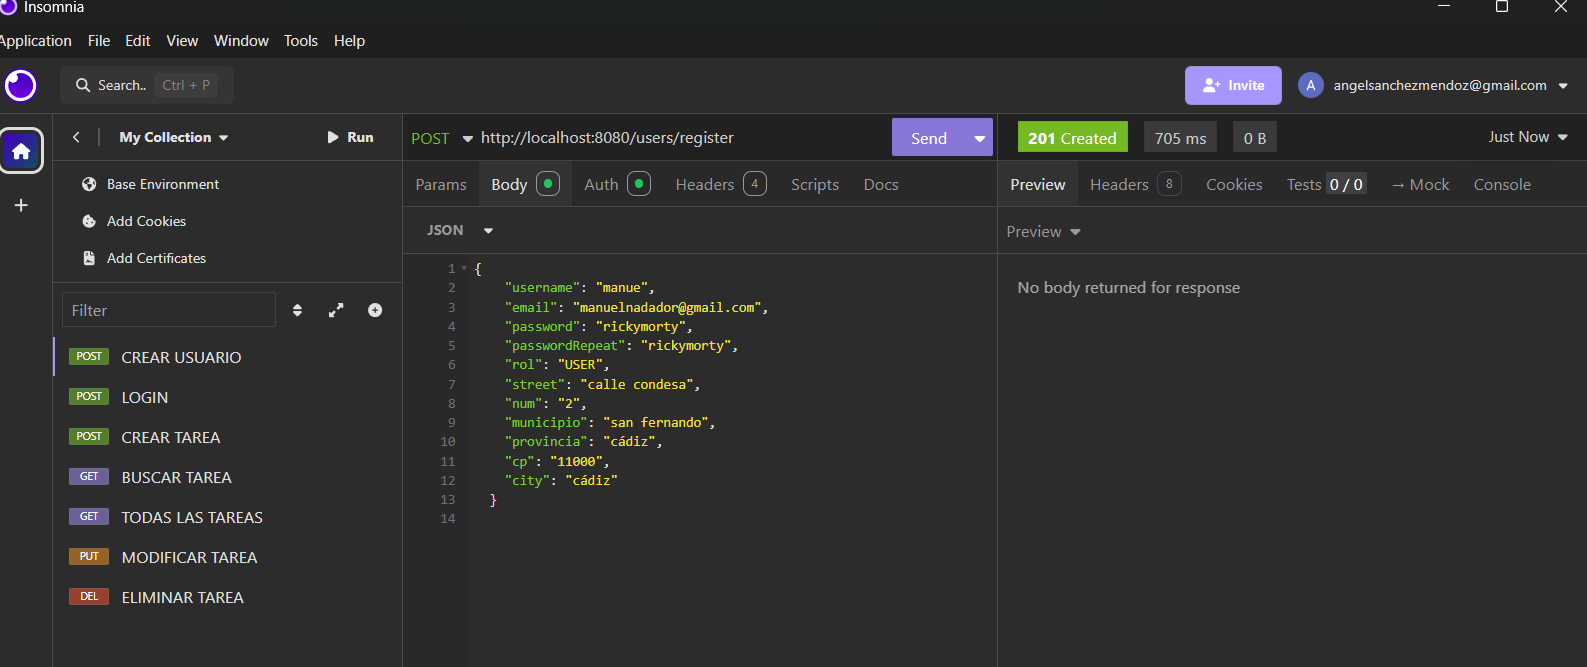 Insomnia
Application File Edit View Window Tools Help
Search.. Ctrl + P
Invite
A angelsanchezmendoz@gmail.com
My Collection
Run
Base Environment
Add Cookies
Add Certificates
Filter
POST CREAR USUARIO
POST LOGIN
POST CREAR TAREA
GET BUSCAR TAREA
GET TODAS LAS TAREAS
PUT MODIFICAR TAREA
DEL ELIMINAR TAREA
POST http://localhost:8080/users/register Send
Params Body Auth Headers 4 Scripts Docs
JSON
1 {
2 "username": "manue",
3 "email": "manuelnadador@gmail.com",
4 "password": "rickymorty",
5 "passwordRepeat": "rickymorty",
6 "rol": "USER",
7 "street": "calle condesa",
8 "num": "2",
9 "municipio": "san fernando",
10 "provincia": "cádiz",
11 "cp": "11000",
12 "city": "cádiz"
13 }
14
201 Created 705 ms 0 B Just Now
Preview Headers 8 Cookies Tests 0 / 0 → Mock Console
Preview
No body returned for response